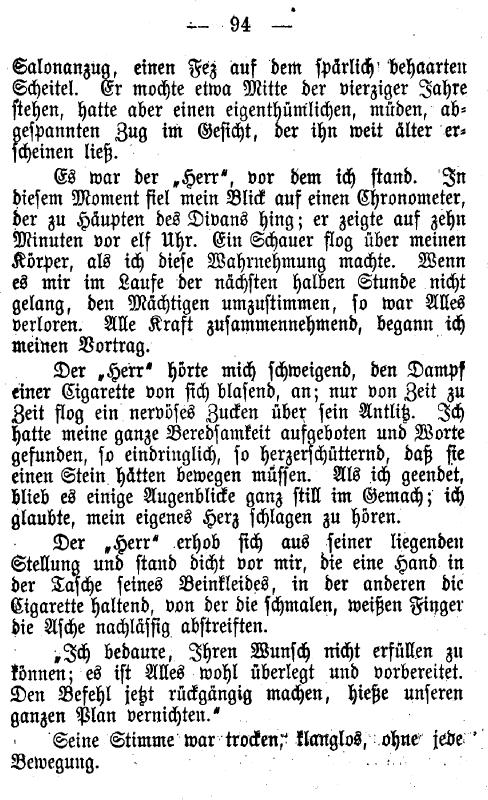 — 94 —
Salonanzug, einen Fez auf dem spärlich behaarten
Scheitel. Er mochte etwa Mitte der vierziger Jahre
stehen, hatte aber einen eigenthümlichen, müden, ab-
gespannten Zug im Gesicht, der ihn weit älter er-
scheinen ließ.
Es war der „Herr“, vor dem ich stand. In
diesem Moment fiel mein Blick auf einen Chronometer,
der zu Häupten des Divans hing; er zeigte auf zehn
Minuten vor elf Uhr. Ein Schauer flog über meinen
Körper, als ich diese Wahrnehmung machte. Wenn
es mir im Laufe der nächsten halben Stunde nicht
gelang, den Mächtigen umzustimmen, so war Alles
verloren. Alle Kraft zusammennehmend, begann ich
meinen Vortrag.
Der „Herr“ hörte mich schweigend, den Dampf
einer Cigarette von sich blasend, an; nur von Zeit zu
Zeit flog ein nervöses Zucken über sein Antlitz. Ich
hatte meine ganze Beredsamkeit aufgeboten und Worte
gefunden, so eindringlich, so herzerschütternd, daß sie
einen Stein hätten bewegen müssen. Als ich geendet,
blieb es einige Augenblicke ganz still im Gemach; ich
glaubte, mein eigenes Herz schlagen zu hören.
Der „Herr“ erhob sich aus seiner liegenden
Stellung und stand dicht vor mir, die eine Hand in
der Tasche seines Beinkleides, in der anderen die
Cigarette haltend, von der die schmalen, weißen Finger
die Asche nachlässig abstreiften.
„Ich bedaure, Ihren Wunsch nicht erfüllen zu
können; es ist Alles wohl überlegt und vorbereitet.
Den Befehl jetzt rückgängig machen, hieße unseren
ganzen Plan vernichten.“
Seine Stimme war trocken, klanglos, ohne jede
Bewegung.